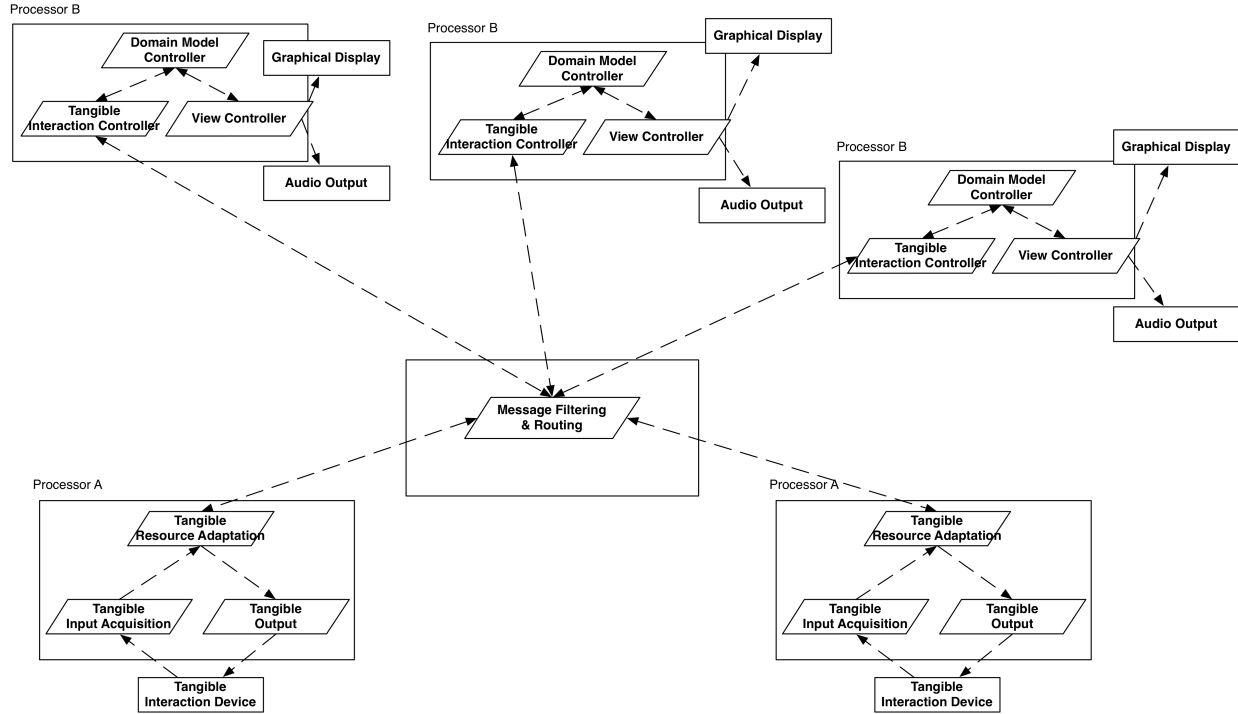 Processor B
Domain Model
Controller
Graphical Display
Tangible
Interaction Controller
View Controller
Audio Output
Processor B
Graphical Display
Domain Model
Controller
Tangible
Interaction Controller
View Controller
Audio Output
Processor B
Graphical Display
Domain Model
Controller
Tangible
Interaction Controller
View Controller
Audio Output
Message Filtering
& Routing
Processor A
Tangible
Resource Adaptation
Tangible
Input Acquisition
Tangible
Output
Tangible
Interaction Device
Processor A
Tangible
Resource Adaptation
Tangible
Input Acquisition
Tangible
Output
Tangible
Interaction Device